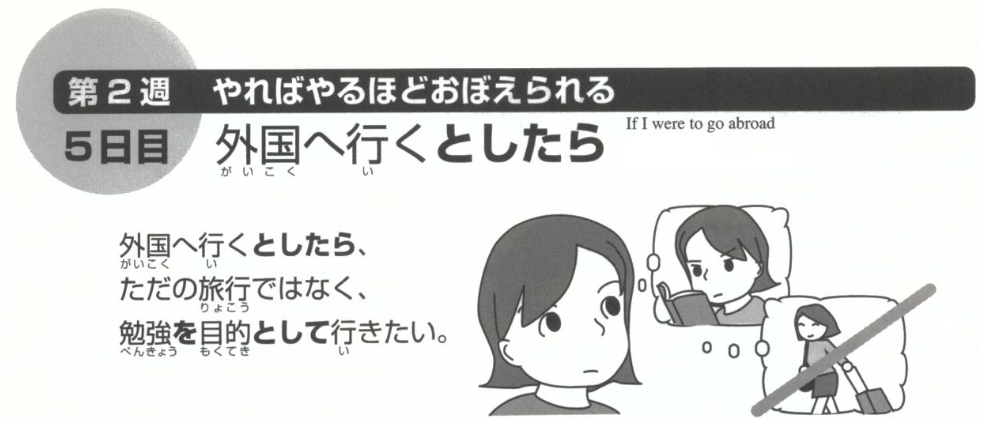 第2週 やればやるほどおぼえられる
5日目 外国へ行くとしたら If I were to go abroad
がいこく い
外国へ行くとしたら、
がいこく い
ただの旅行ではなく、
りょこう
勉強を目的として行きたい。
べんきょう もくてき い